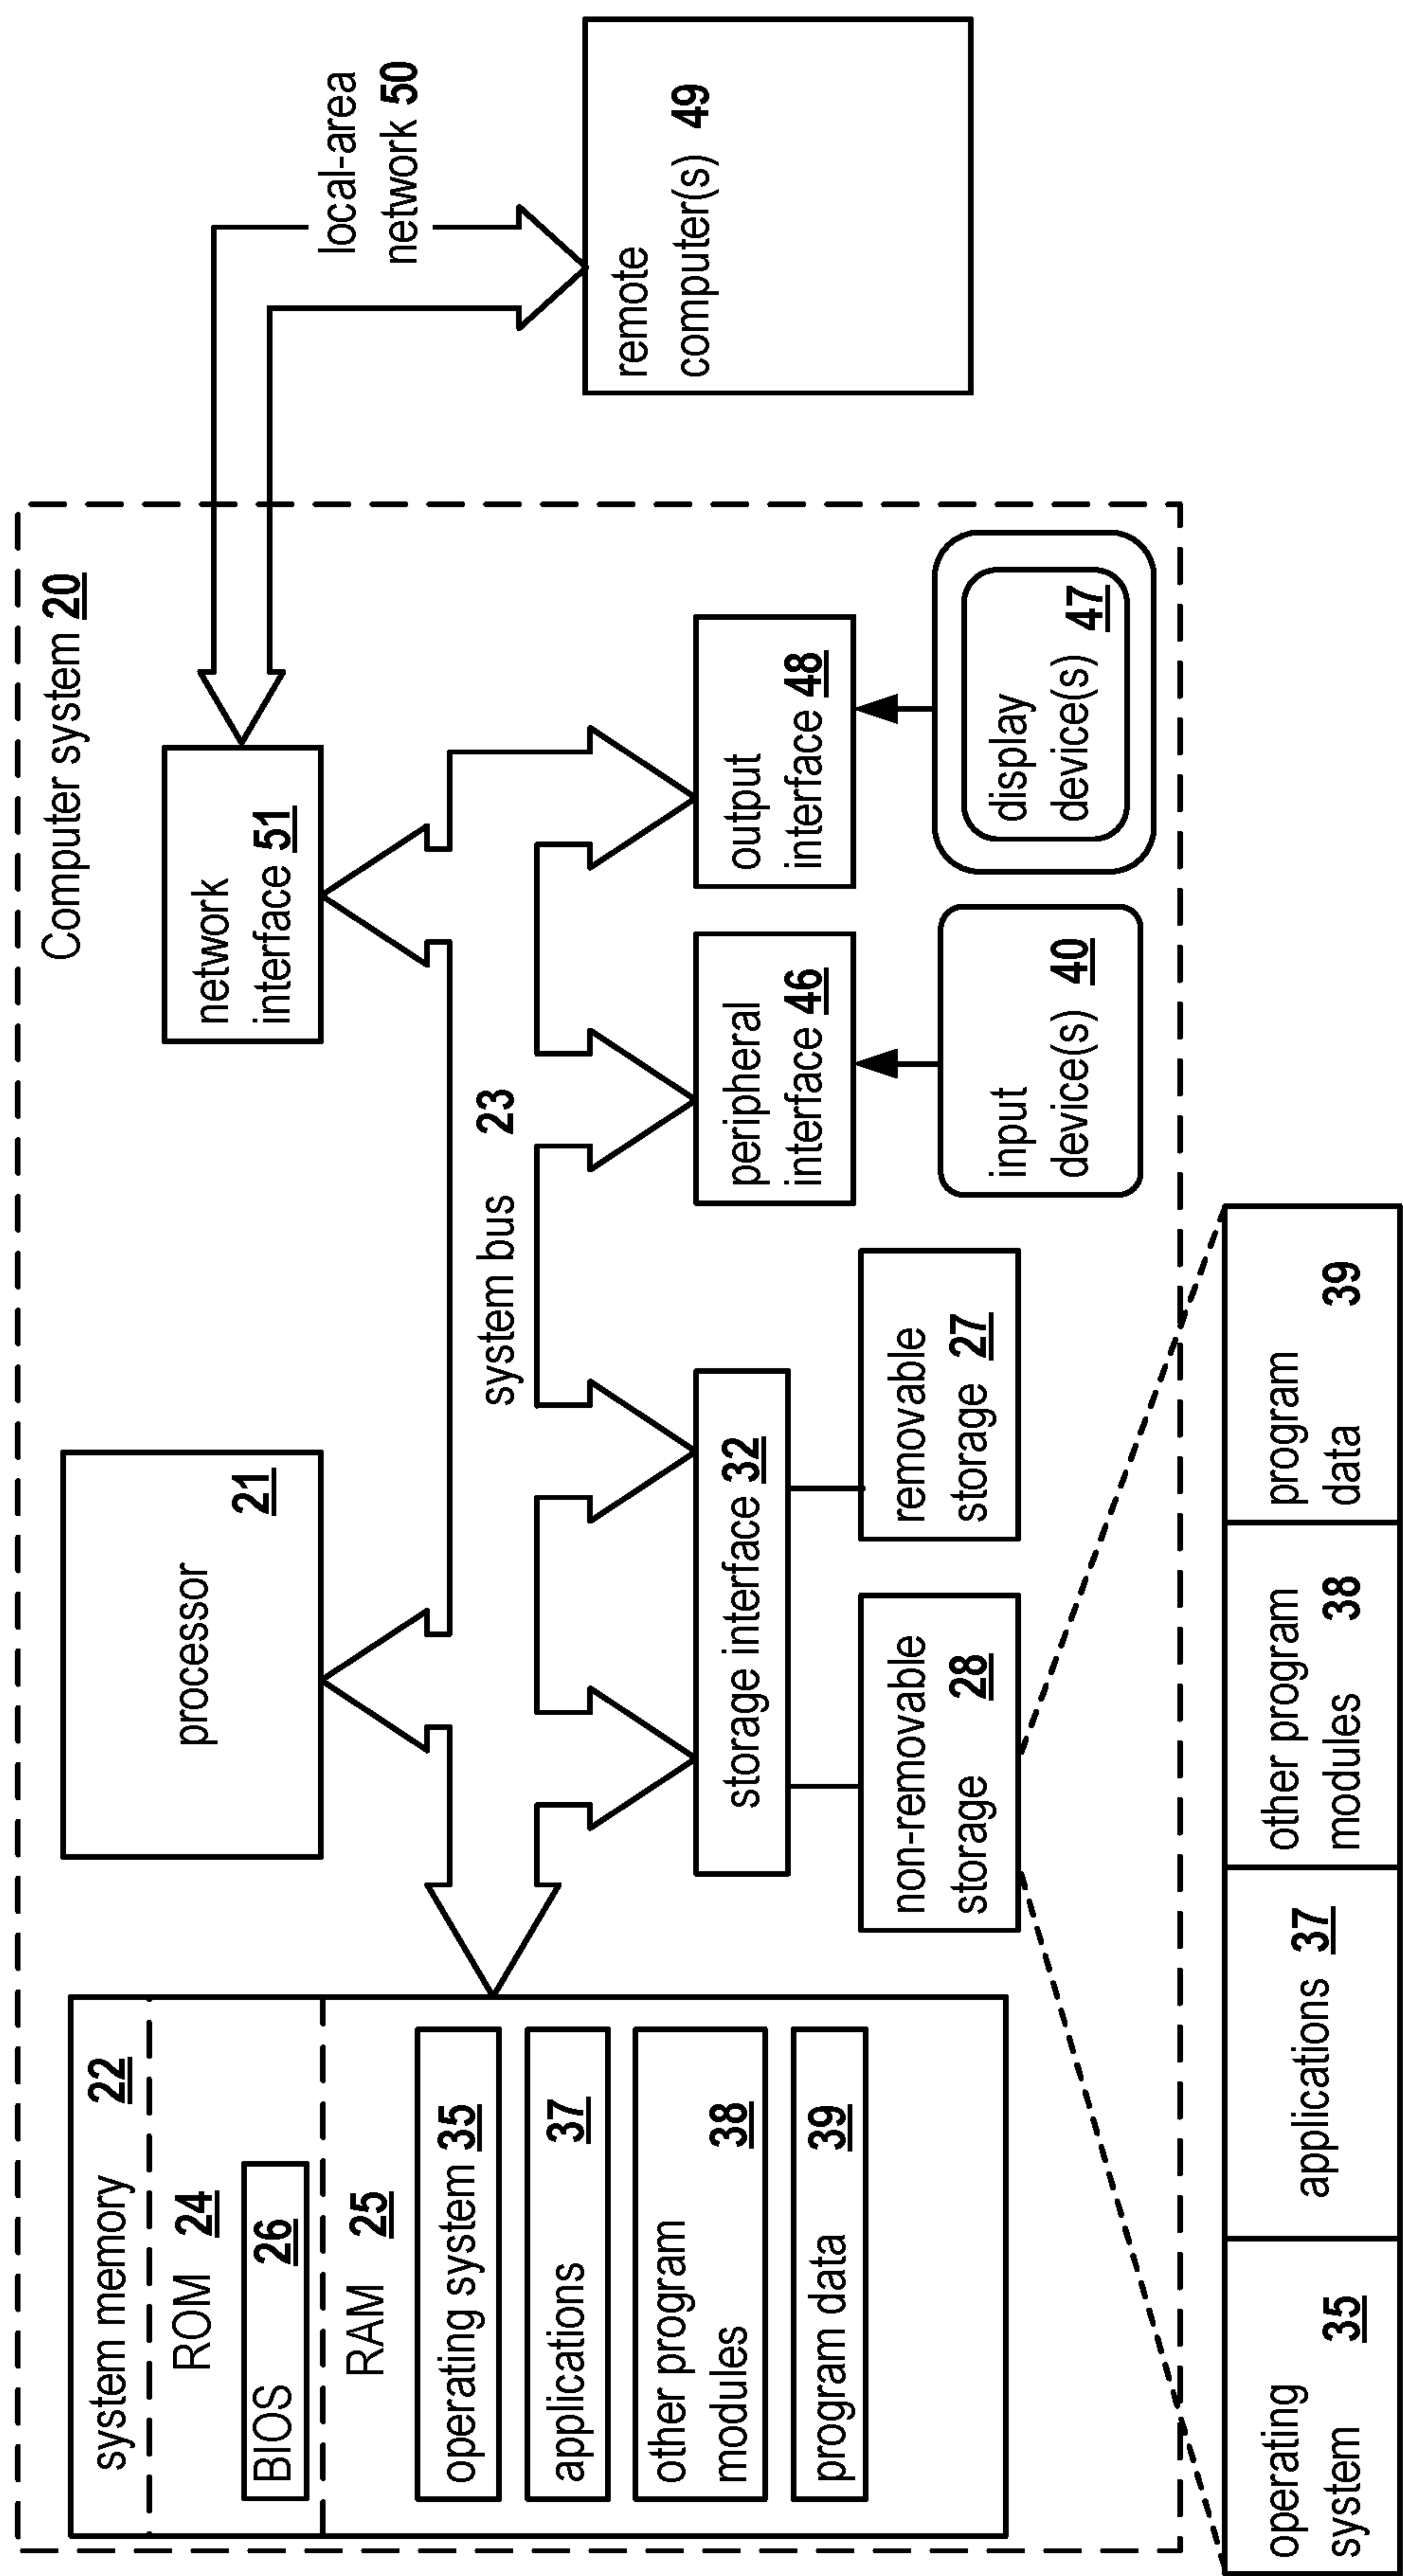 Computer system 20
system memory 22
ROM 24
BIOS 26
RAM 25
operating system 35
applications 37
other program
modules 38
program data 39
processor
21
network
interface 51
local-area
network 50
system bus 23
storage interface 32
peripheral
interface 46
output
interface 48
remote
computer(s) 49
non-removable
storage 28
removable
storage 27
input
device(s) 40
display
device(s) 47
operating
system 35
applications 37
other program
modules 38
program
data 39